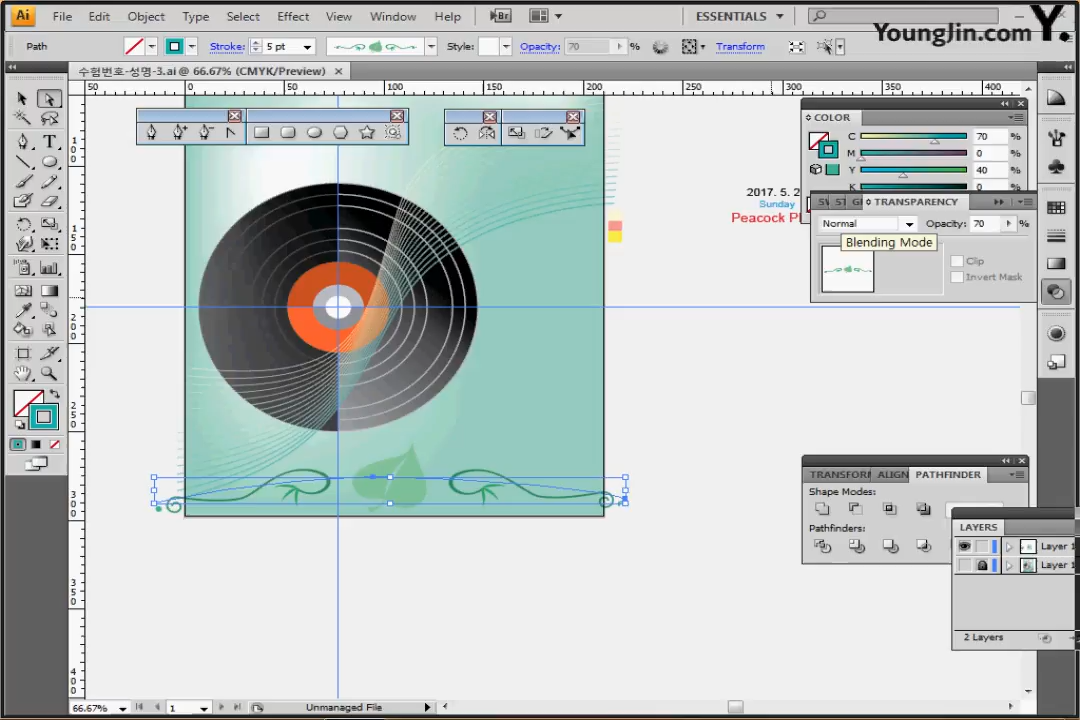 Ai File Edit Object Type Select Effect View Window Help Br ESSENTIALS
Y.
YoungJin.com
Path Stroke: 5 pt Style: Opacity: 70 % Transform
수험번호-성명-3.ai @ 66.67% (CMYK/Preview)
50 0 50 100 150 200 250 300 350 400
COLOR
C 70 %
M 0 %
Y 40 %
K 0 %
2017. 5. 2
Sunday
Peacock P
TRANSPARENCY
Normal Opacity: 70 %
Blending Mode
Clip
Invert Mask
TRANSFORM ALIGN PATHFINDER
Shape Modes:
Pathfinders:
LAYERS
Layer 1
Layer 1
2 Layers
66.67% 1 Unmanaged File